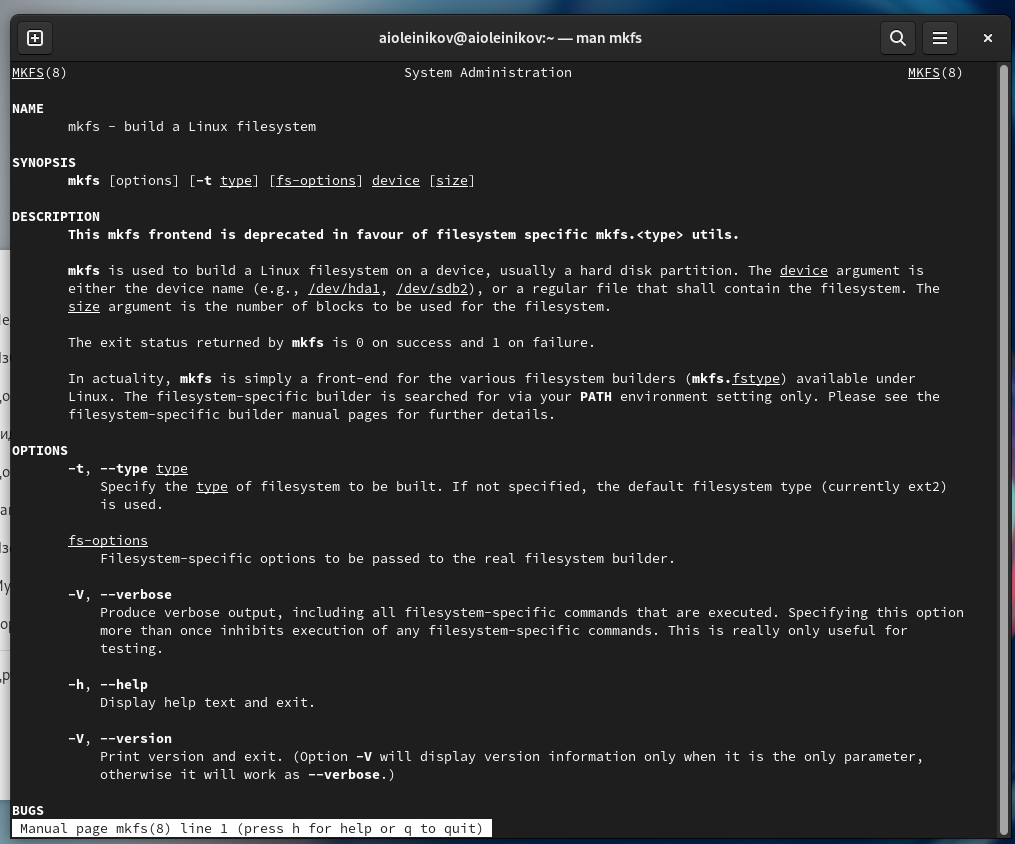 aioleinikov@aioleinikov:~ — man mkfs
MKFS(8) System Administration MKFS(8)
NAME
mkfs - build a Linux filesystem
SYNOPSIS
mkfs [options] [-t type] [fs-options] device [size]
DESCRIPTION
This mkfs frontend is deprecated in favour of filesystem specific mkfs.<type> utils.
mkfs is used to build a Linux filesystem on a device, usually a hard disk partition. The device argument is
either the device name (e.g., /dev/hda1, /dev/sdb2), or a regular file that shall contain the filesystem. The
size argument is the number of blocks to be used for the filesystem.
The exit status returned by mkfs is 0 on success and 1 on failure.
In actuality, mkfs is simply a front-end for the various filesystem builders (mkfs.fstype) available under
Linux. The filesystem-specific builder is searched for via your PATH environment setting only. Please see the
filesystem-specific builder manual pages for further details.
OPTIONS
-t, --type type
Specify the type of filesystem to be built. If not specified, the default filesystem type (currently ext2)
is used.
fs-options
Filesystem-specific options to be passed to the real filesystem builder.
-V, --verbose
Produce verbose output, including all filesystem-specific commands that are executed. Specifying this option
more than once inhibits execution of any filesystem-specific commands. This is really only useful for
testing.
-h, --help
Display help text and exit.
-V, --version
Print version and exit. (Option -V will display version information only when it is the only parameter,
otherwise it will work as --verbose.)
BUGS
Manual page mkfs(8) line 1 (press h for help or q to quit)